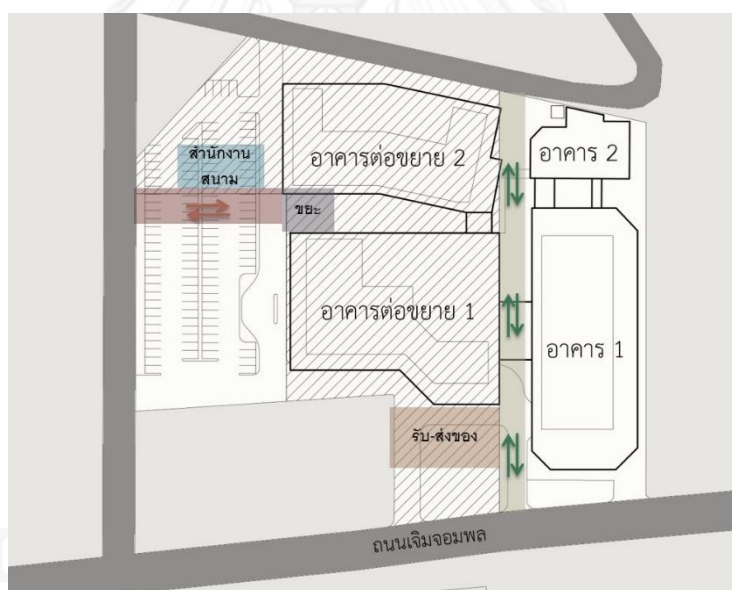 อาคารต่อขยาย 2
อาคาร 2
สำนักงาน
สนาม
ขยะ
อาคารต่อขยาย 1
อาคาร 1
รับ-ส่งของ
ถนนเจิมจอมพล